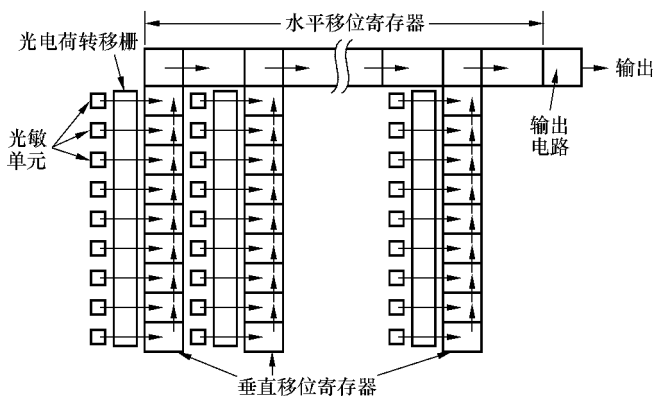 水平移位寄存器
光电荷转移栅
输出
光敏
单元
输出
电路
垂直移位寄存器